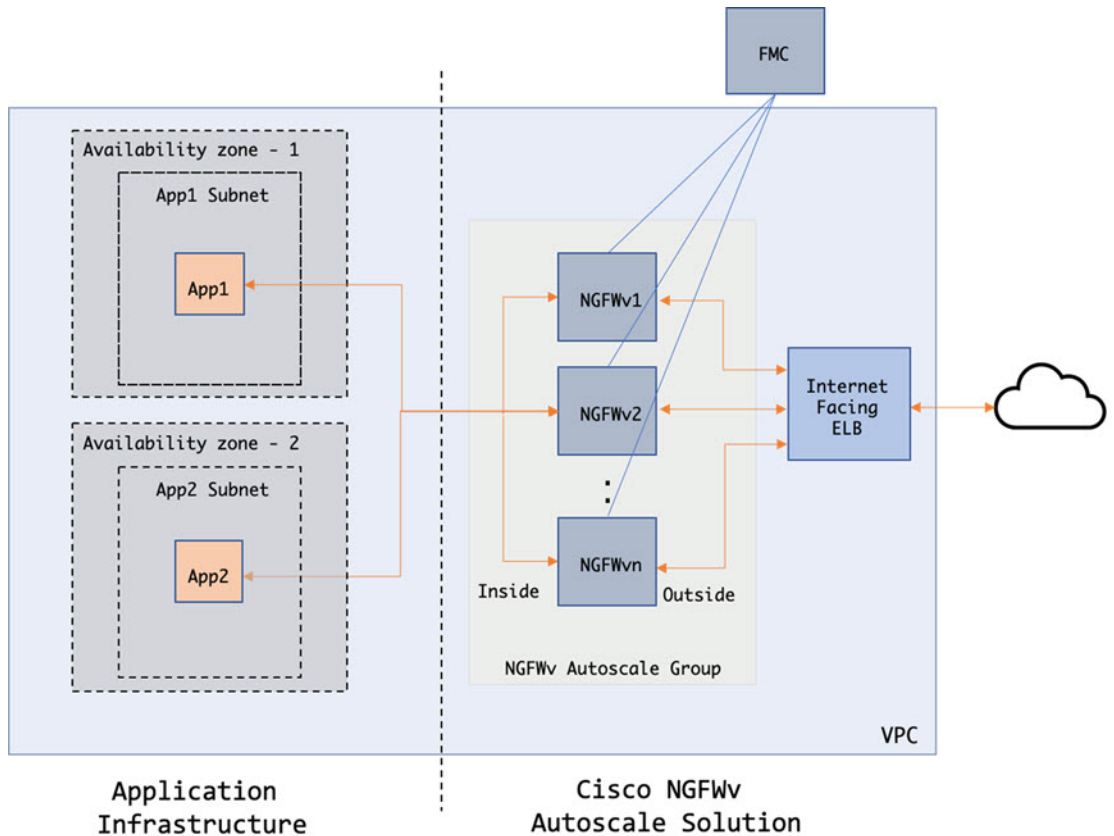 FMC
Availability zone - 1
App1 Subnet
App1
Availability zone - 2
App2 Subnet
App2
NGFWv1
NGFWv2
:
NGFWvn
Inside
Outside
NGFWv Autoscale Group
Internet
Facing
ELB
VPC
Application
Infrastructure
Cisco NGFWv
Autoscale Solution